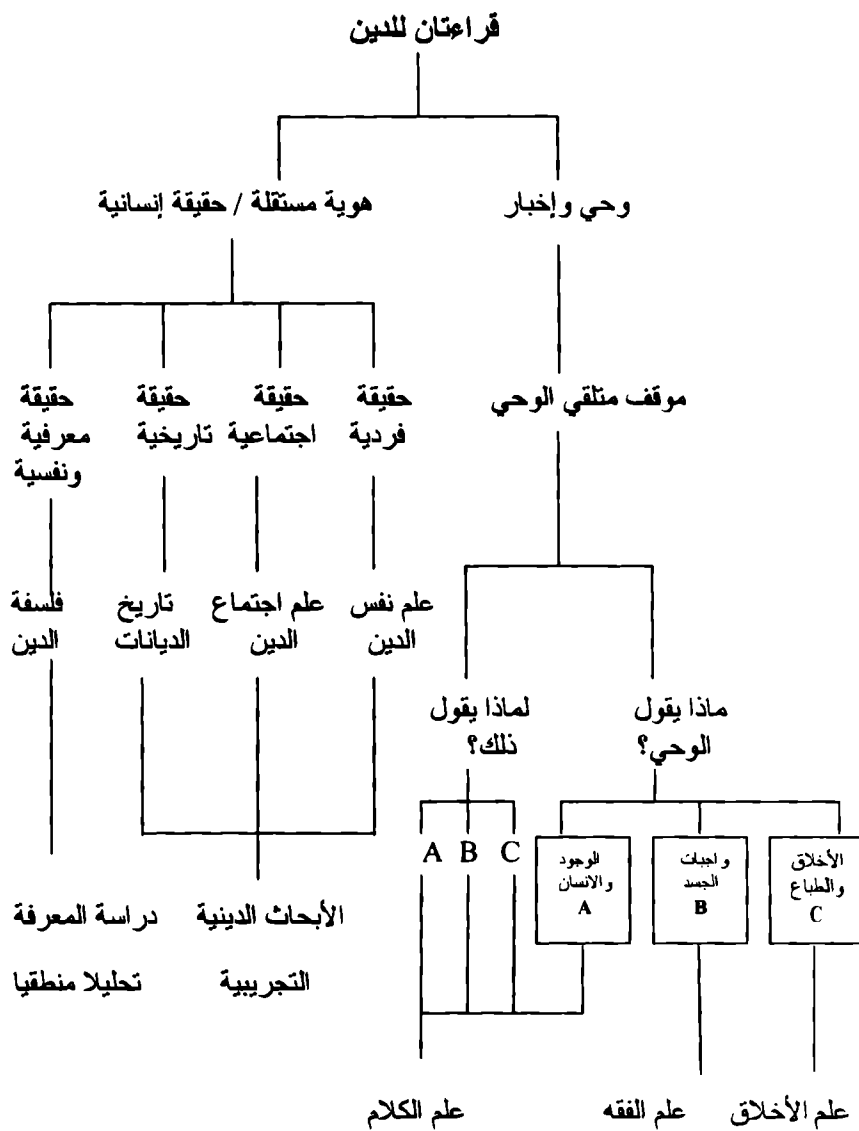 قراءتان للدين
وحي وإخبار
هوية مستقلة / حقيقة إنسانية
موقف متلقي الوحي
حقيقة
فردية
حقيقة
اجتماعية
حقيقة
تاريخية
حقيقة
معرفية
ونفسية
علم نفس
الدين
علم اجتماع
الدين
تاريخ
الديانات
فلسفة
الدين
ماذا يقول
الوحي؟
لماذا يقول
ذلك؟
الأخلاق
والطباع
C
واجبات
الجسد
B
الوجود
والانسان
A
A B C
الأبحاث الدينية
التجريبية
دراسة المعرفة
تحليلا منطقيا
علم الأخلاق
علم الفقه
علم الكلام